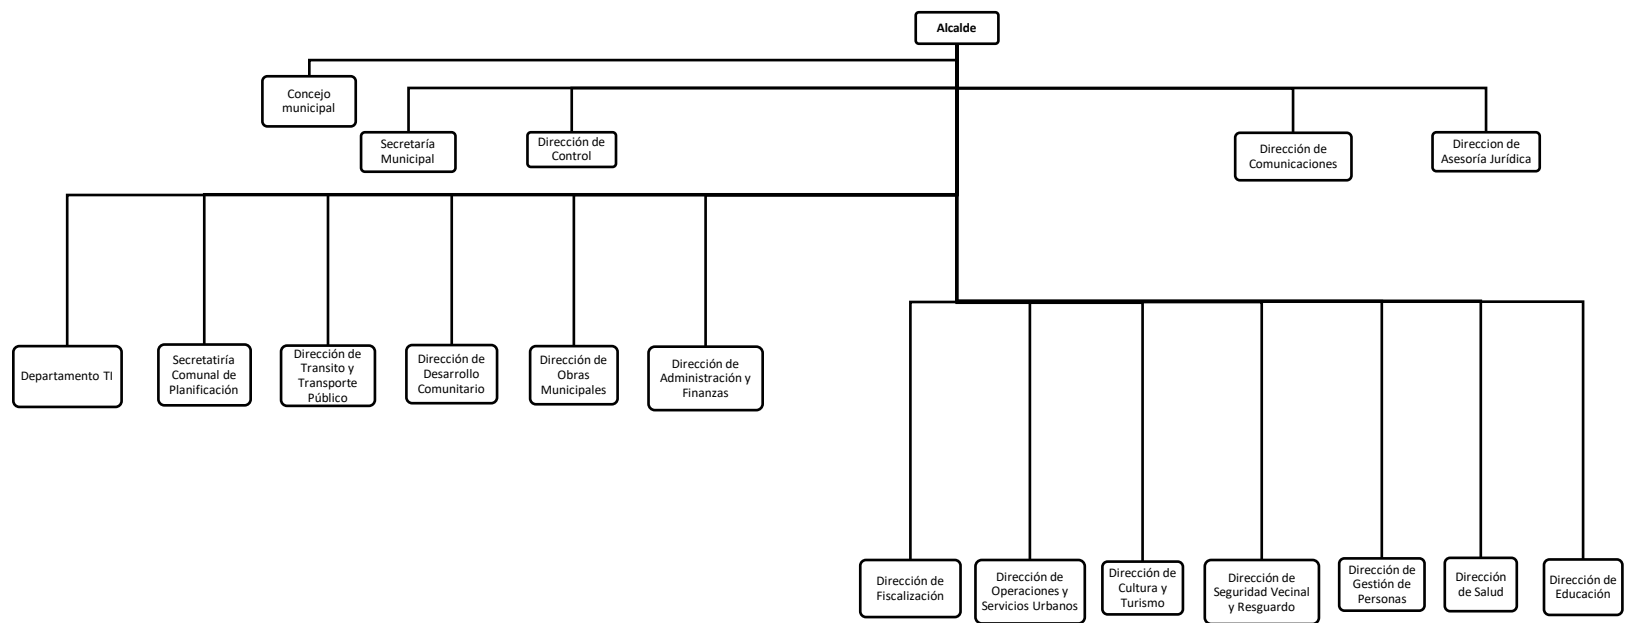 Alcalde
Concejo
municipal
Secretaría
Municipal
Dirección de
Control
Dirección de
Comunicaciones
Direccion de
Asesoría Jurídica
Departamento TI
Secretatiría
Comunal de
Planificación
Dirección de
Transito y
Transporte
Público
Dirección de
Desarrollo
Comunitario
Dirección de
Obras
Municipales
Dirección de
Administración y
Finanzas
Dirección de
Fiscalización
Dirección de
Operaciones y
Servicios Urbanos
Dirección de
Cultura y
Turismo
Dirección de
Seguridad Vecinal
y Resguardo
Dirección de
Gestión de
Personas
Dirección
de Salud
Dirección de
Educación